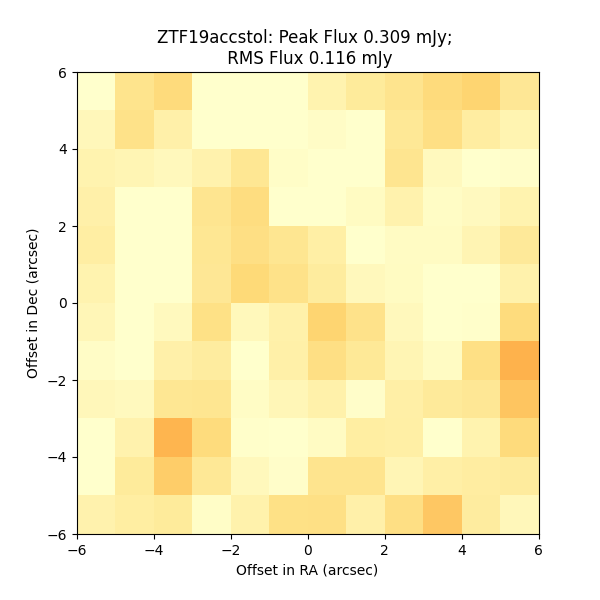 ZTF19accstol: Peak Flux 0.309 mJy;
RMS Flux 0.116 mJy
6
4
2
0
−2
−4
−6
Offset in Dec (arcsec)
−6 −4 −2 0 2 4 6
Offset in RA (arcsec)